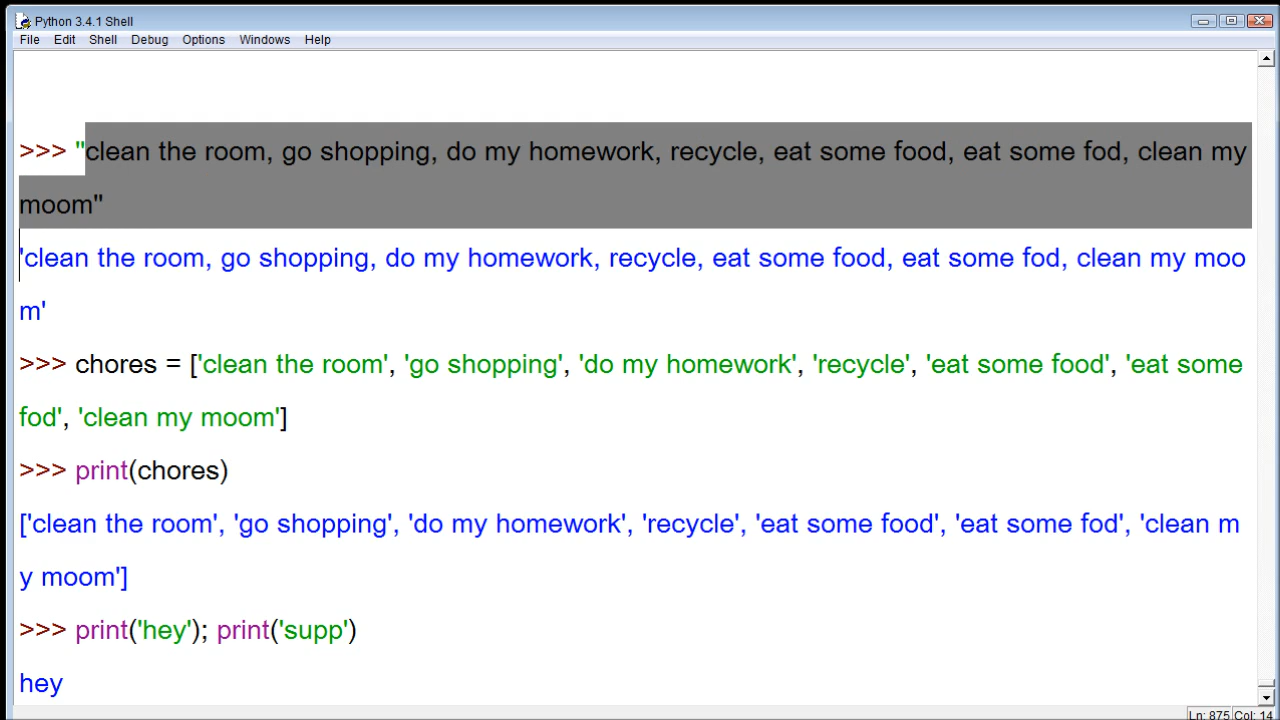 Python 3.4.1 Shell
File Edit Shell Debug Options Windows Help
>>> "clean the room, go shopping, do my homework, recycle, eat some food, eat some fod, clean my
moom"
'clean the room, go shopping, do my homework, recycle, eat some food, eat some fod, clean my moo
m'
>>> chores = ['clean the room', 'go shopping', 'do my homework', 'recycle', 'eat some food', 'eat some
fod', 'clean my moom']
>>> print(chores)
['clean the room', 'go shopping', 'do my homework', 'recycle', 'eat some food', 'eat some fod', 'clean m
y moom']
>>> print('hey'); print('supp')
hey
Ln: 875 Col: 14